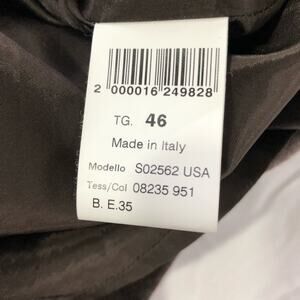 2 000016 249828
TG. 46
Made in Italy
Modello S02562 USA
Tess/Col 08235 951
B. E.35